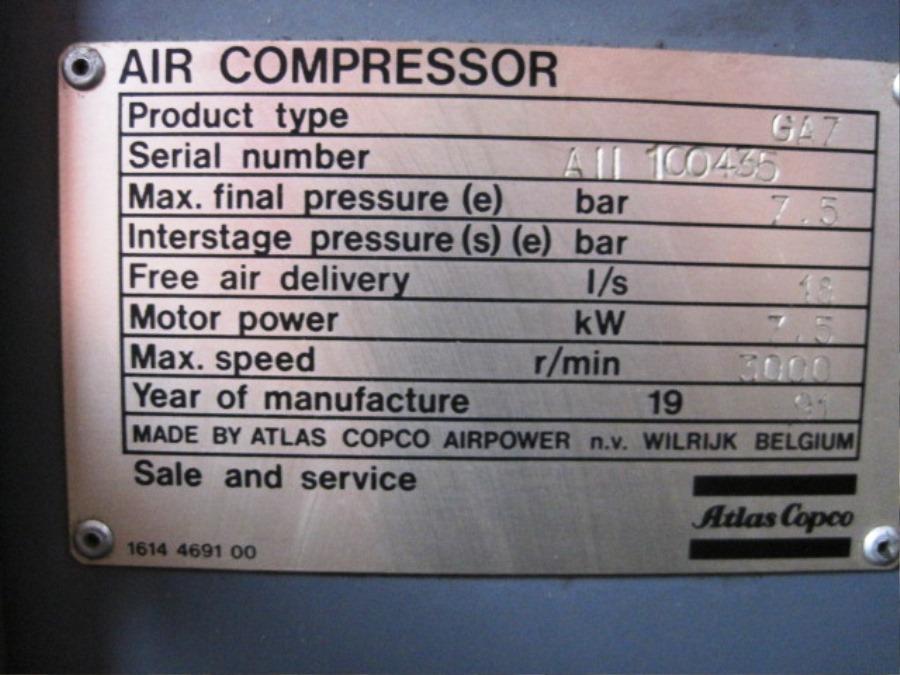 AIR COMPRESSOR
Product type GA7
Serial number AII 100435
Max. final pressure (e) bar 7.5
Interstage pressure (s) (e) bar
Free air delivery l/s 18
Motor power kW 7.5
Max. speed r/min 3000
Year of manufacture 19 91
MADE BY ATLAS COPCO AIRPOWER n.v. WILRIJK BELGIUM
Sale and service
Atlas Copco
1614 4691 00